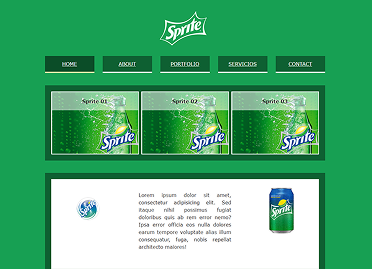 Sprite
HOME ABOUT PORTFOLIO SERVICIOS CONTACT
Sprite 01 Sprite 02 Sprite 03
Sprite Sprite Sprite
Lorem ipsum dolor sit amet,
consectetur adipisicing elit. Sed
itaque nihil possimus fugiat
doloribus quis ab rem error nemo?
Ipsa error officia eos nulla dolores
earum tempore voluptate alias illum
consequatur, fuga, nobis repellat
architecto maiores!
Sprite
Sprite